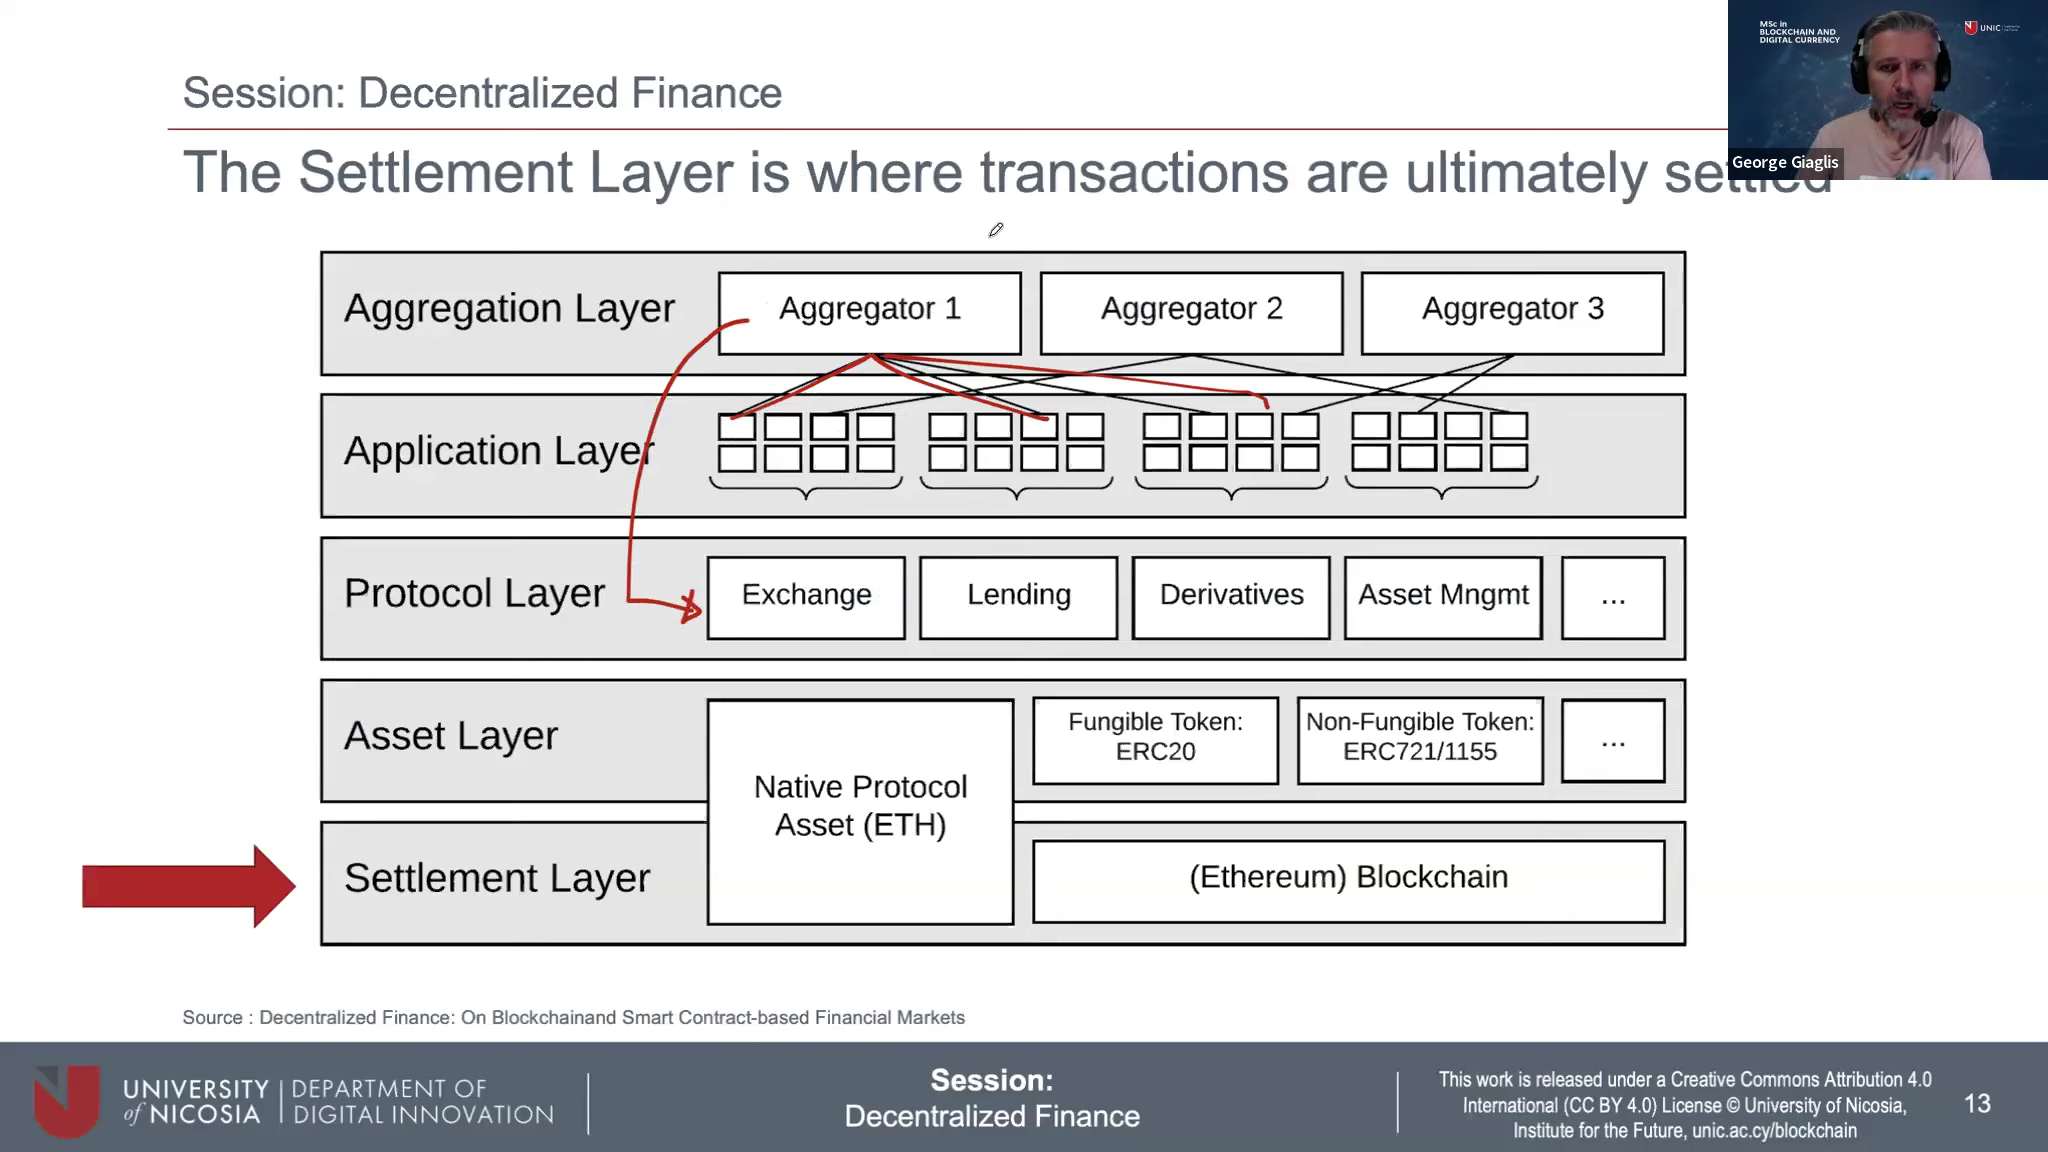 MSc in
BLOCKCHAIN AND
DIGITAL CURRENCY
UNIC
George Giaglis
Session: Decentralized Finance
The Settlement Layer is where transactions are ultimately settled
Aggregation Layer
Aggregator 1
Aggregator 2
Aggregator 3
Application Layer
Protocol Layer
Exchange
Lending
Derivatives
Asset Mngmt
...
Asset Layer
Native Protocol
Asset (ETH)
Fungible Token:
ERC20
Non-Fungible Token:
ERC721/1155
...
Settlement Layer
(Ethereum) Blockchain
Source : Decentralized Finance: On Blockchainand Smart Contract-based Financial Markets
UNIVERSITY
of NICOSIA
DEPARTMENT OF
DIGITAL INNOVATION
Session:
Decentralized Finance
This work is released under a Creative Commons Attribution 4.0
International (CC BY 4.0) License © University of Nicosia,
Institute for the Future, unic.ac.cy/blockchain
13